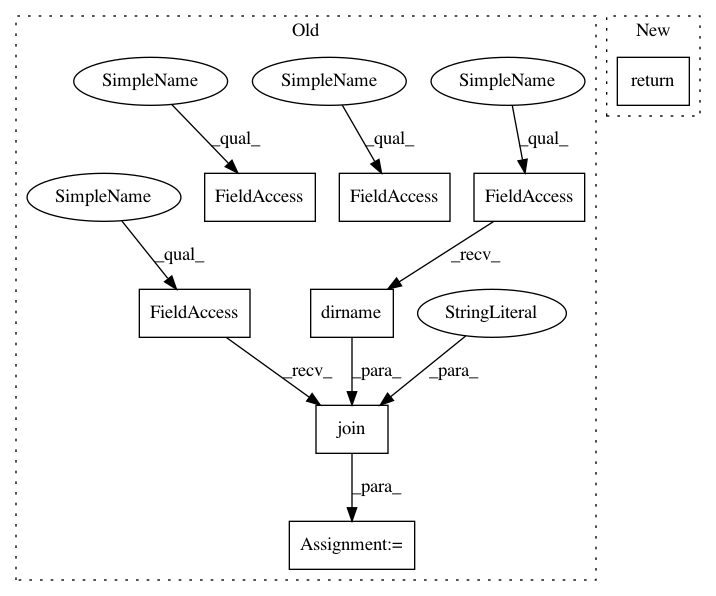 Old
New
SimpleName
SimpleName
SimpleName
return
_qual_
_qual_
_qual_
SimpleName
FieldAccess
FieldAccess
FieldAccess
_qual_
_recv_
FieldAccess
dirname
StringLiteral
_recv_
_para_
_para_
join
_para_
Assignment:=